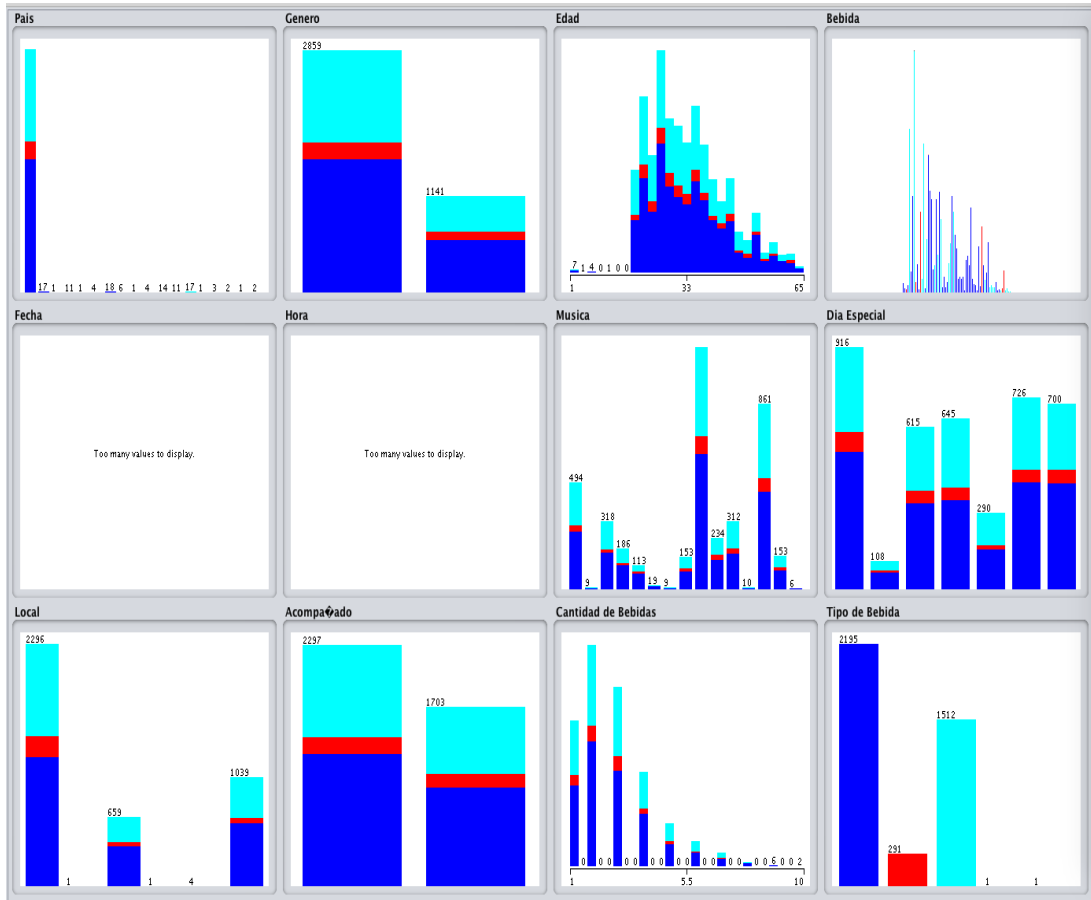 Pais
17 1 11 1 4 18 6 1 4 14 11 17 1 3 2 1 2
Genero
2859
1141
Edad
7 1 4 0 1 0 0
1 33 65
Bebida
Fecha
Too many values to display.
Hora
Too many values to display.
Musica
494 9 318 186 113 19 9 153 234 312 10 861 153 6
Dia Especial
916 108 615 645 290 726 700
Local
2296 1 659 1 4 1039
Acompa�ado
2297
1703
Cantidad de Bebidas
0 0 0 0 0 0 0 0 0 0 0 0 0 0 0 0 0 6 0 0 2
1 5.5 10
Tipo de Bebida
2195 291 1512 1 1